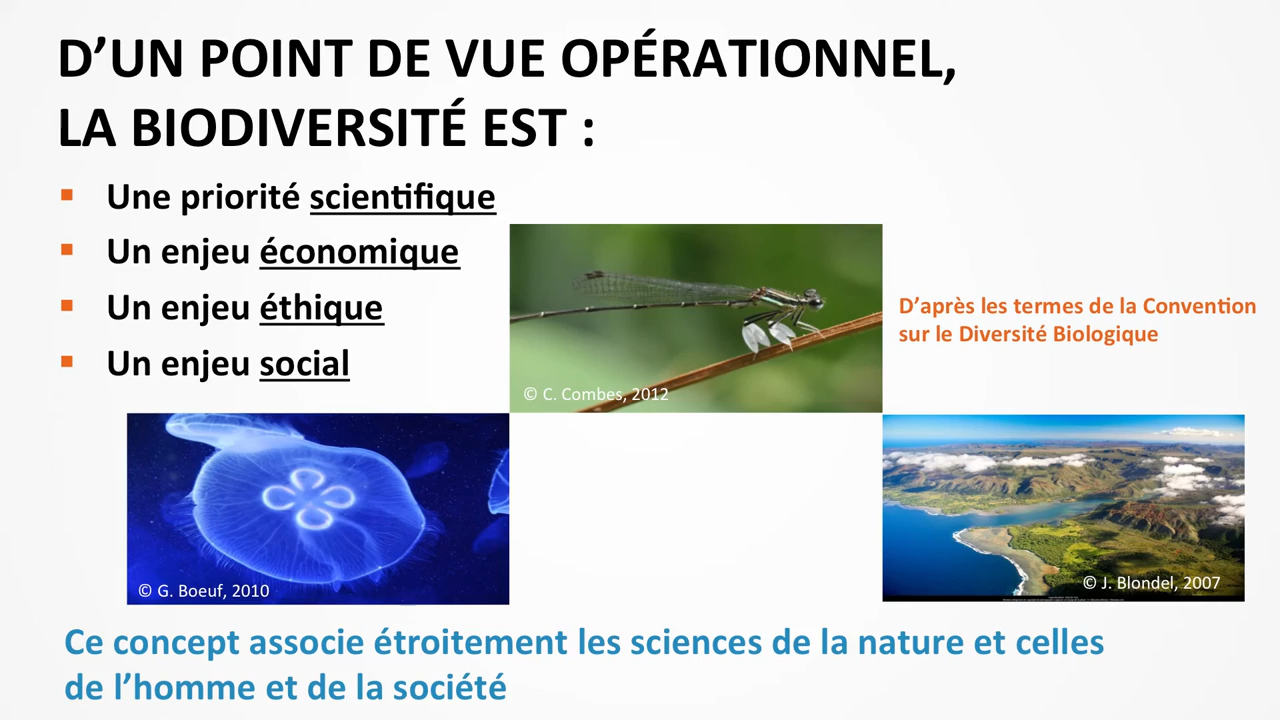 D’UN POINT DE VUE OPÉRATIONNEL,
LA BIODIVERSITÉ EST :
▪ Une priorité scientifique
▪ Un enjeu économique
▪ Un enjeu éthique
▪ Un enjeu social
D’après les termes de la Convention
sur le Diversité Biologique
© C. Combes, 2012
© G. Boeuf, 2010
© J. Blondel, 2007
Ce concept associe étroitement les sciences de la nature et celles
de l’homme et de la société